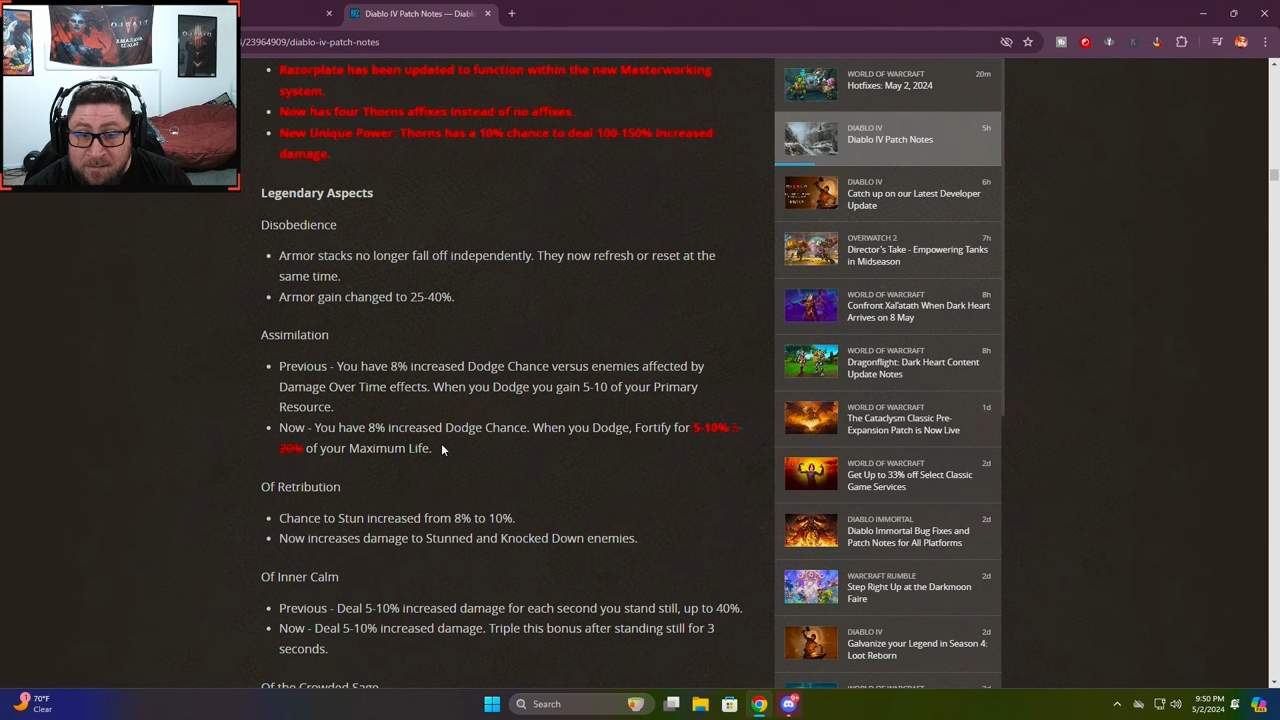 Diablo IV Patch Notes — Diabl
4/23964909/diablo-iv-patch-notes
Razorplate has been updated to function within the new Masterworking
system.
Now has four Thorns affixes instead of no affixes.
New Unique Power: Thorns has a 10% chance to deal 100-150% increased
damage.
Legendary Aspects
Disobedience
Armor stacks no longer fall off independently. They now refresh or reset at the
same time.
Armor gain changed to 25-40%.
Assimilation
Previous - You have 8% increased Dodge Chance versus enemies affected by
Damage Over Time effects. When you Dodge you gain 5-10 of your Primary
Resource.
Now - You have 8% increased Dodge Chance. When you Dodge, Fortify for 5-10% 5-
20% of your Maximum Life.
Of Retribution
Chance to Stun increased from 8% to 10%.
Now increases damage to Stunned and Knocked Down enemies.
Of Inner Calm
Previous - Deal 5-10% increased damage for each second you stand still, up to 40%.
Now - Deal 5-10% increased damage. Triple this bonus after standing still for 3
seconds.
Of the Crowded Sage
WORLD OF WARCRAFT 20m
Hotfixes: May 2, 2024
DIABLO IV 5h
Diablo IV Patch Notes
DIABLO IV 6h
Catch up on our Latest Developer
Update
OVERWATCH 2 7h
Director's Take - Empowering Tanks
in Midseason
WORLD OF WARCRAFT 8h
Confront Xal'atath When Dark Heart
Arrives on 8 May
WORLD OF WARCRAFT 8h
Dragonflight: Dark Heart Content
Update Notes
WORLD OF WARCRAFT 1d
The Cataclysm Classic Pre-
Expansion Patch is Now Live
WORLD OF WARCRAFT 2d
Get Up to 33% off Select Classic
Game Services
DIABLO IMMORTAL 2d
Diablo Immortal Bug Fixes and
Patch Notes for All Platforms
WARCRAFT RUMBLE 2d
Step Right Up at the Darkmoon
Faire
DIABLO IV 2d
Galvanize your Legend in Season 4:
Loot Reborn
WORLD OF WARCRAFT
1
70°F
Clear
Search
9:50 PM
5/2/2024